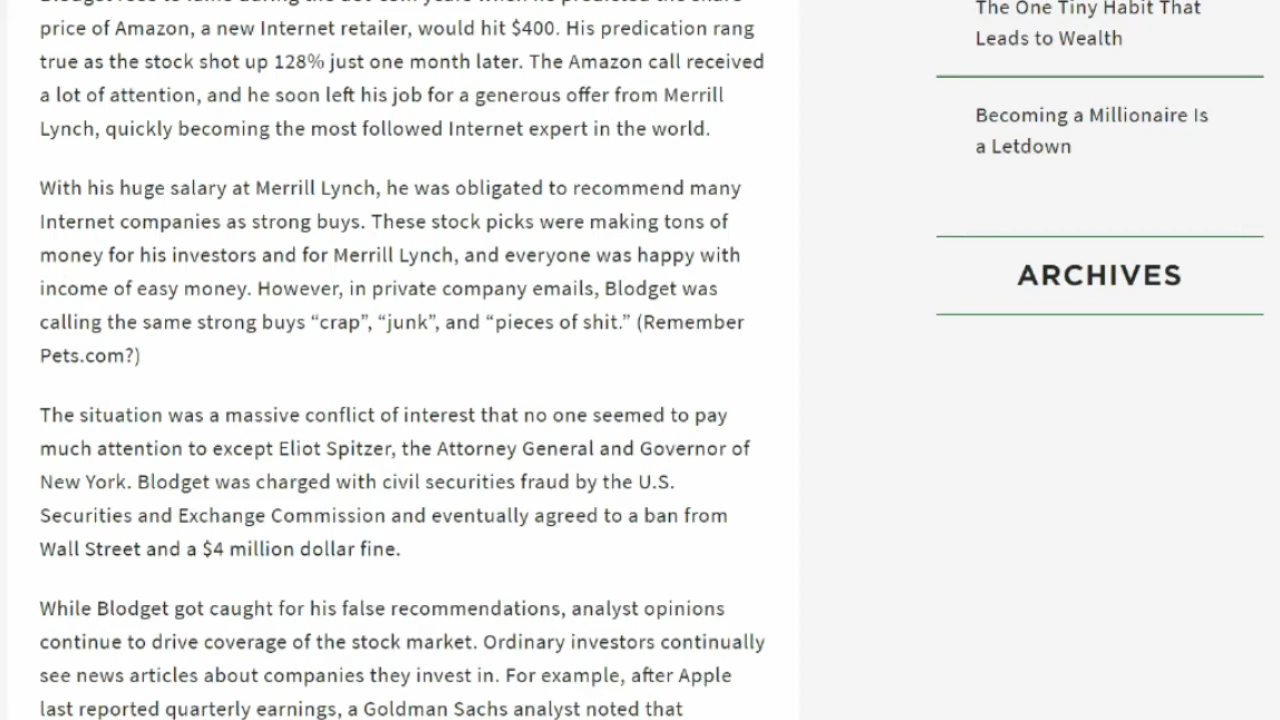 price of Amazon, a new Internet retailer, would hit $400. His predication rang
true as the stock shot up 128% just one month later. The Amazon call received
a lot of attention, and he soon left his job for a generous offer from Merrill
Lynch, quickly becoming the most followed Internet expert in the world.
With his huge salary at Merrill Lynch, he was obligated to recommend many
Internet companies as strong buys. These stock picks were making tons of
money for his investors and for Merrill Lynch, and everyone was happy with
income of easy money. However, in private company emails, Blodget was
calling the same strong buys “crap”, “junk”, and “pieces of shit.” (Remember
Pets.com?)
The situation was a massive conflict of interest that no one seemed to pay
much attention to except Eliot Spitzer, the Attorney General and Governor of
New York. Blodget was charged with civil securities fraud by the U.S.
Securities and Exchange Commission and eventually agreed to a ban from
Wall Street and a $4 million dollar fine.
While Blodget got caught for his false recommendations, analyst opinions
continue to drive coverage of the stock market. Ordinary investors continually
see news articles about companies they invest in. For example, after Apple
last reported quarterly earnings, a Goldman Sachs analyst noted that
The One Tiny Habit That
Leads to Wealth
Becoming a Millionaire Is
a Letdown
ARCHIVES